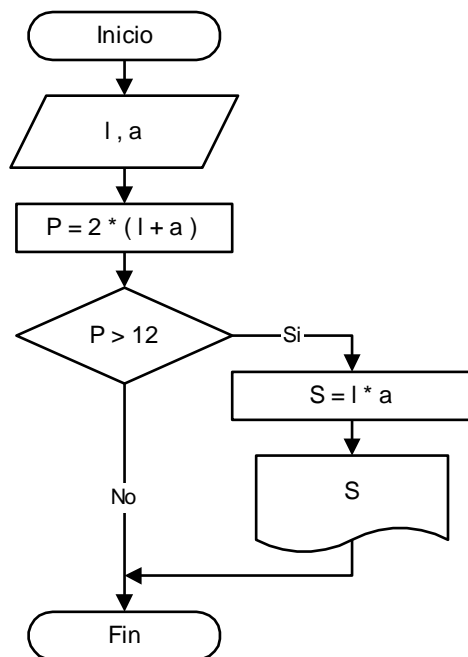 Inicio
l , a
P = 2 * ( l + a )
P > 12
Si
S = l * a
S
No
Fin